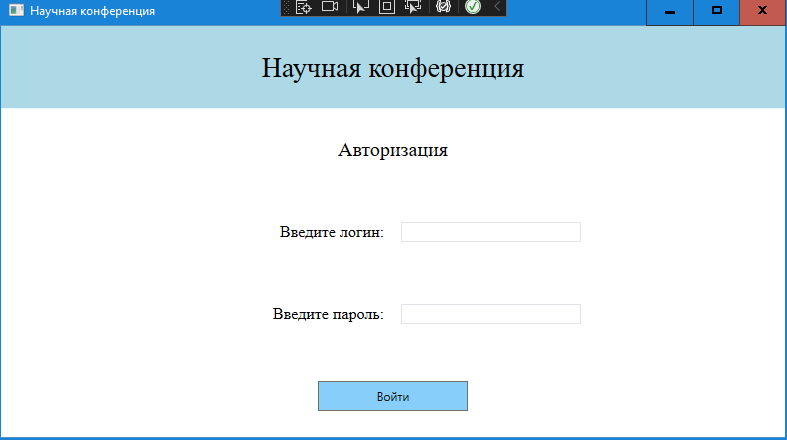 Научная конференция
Научная конференция
Авторизация
Введите логин:
Введите пароль:
Войти